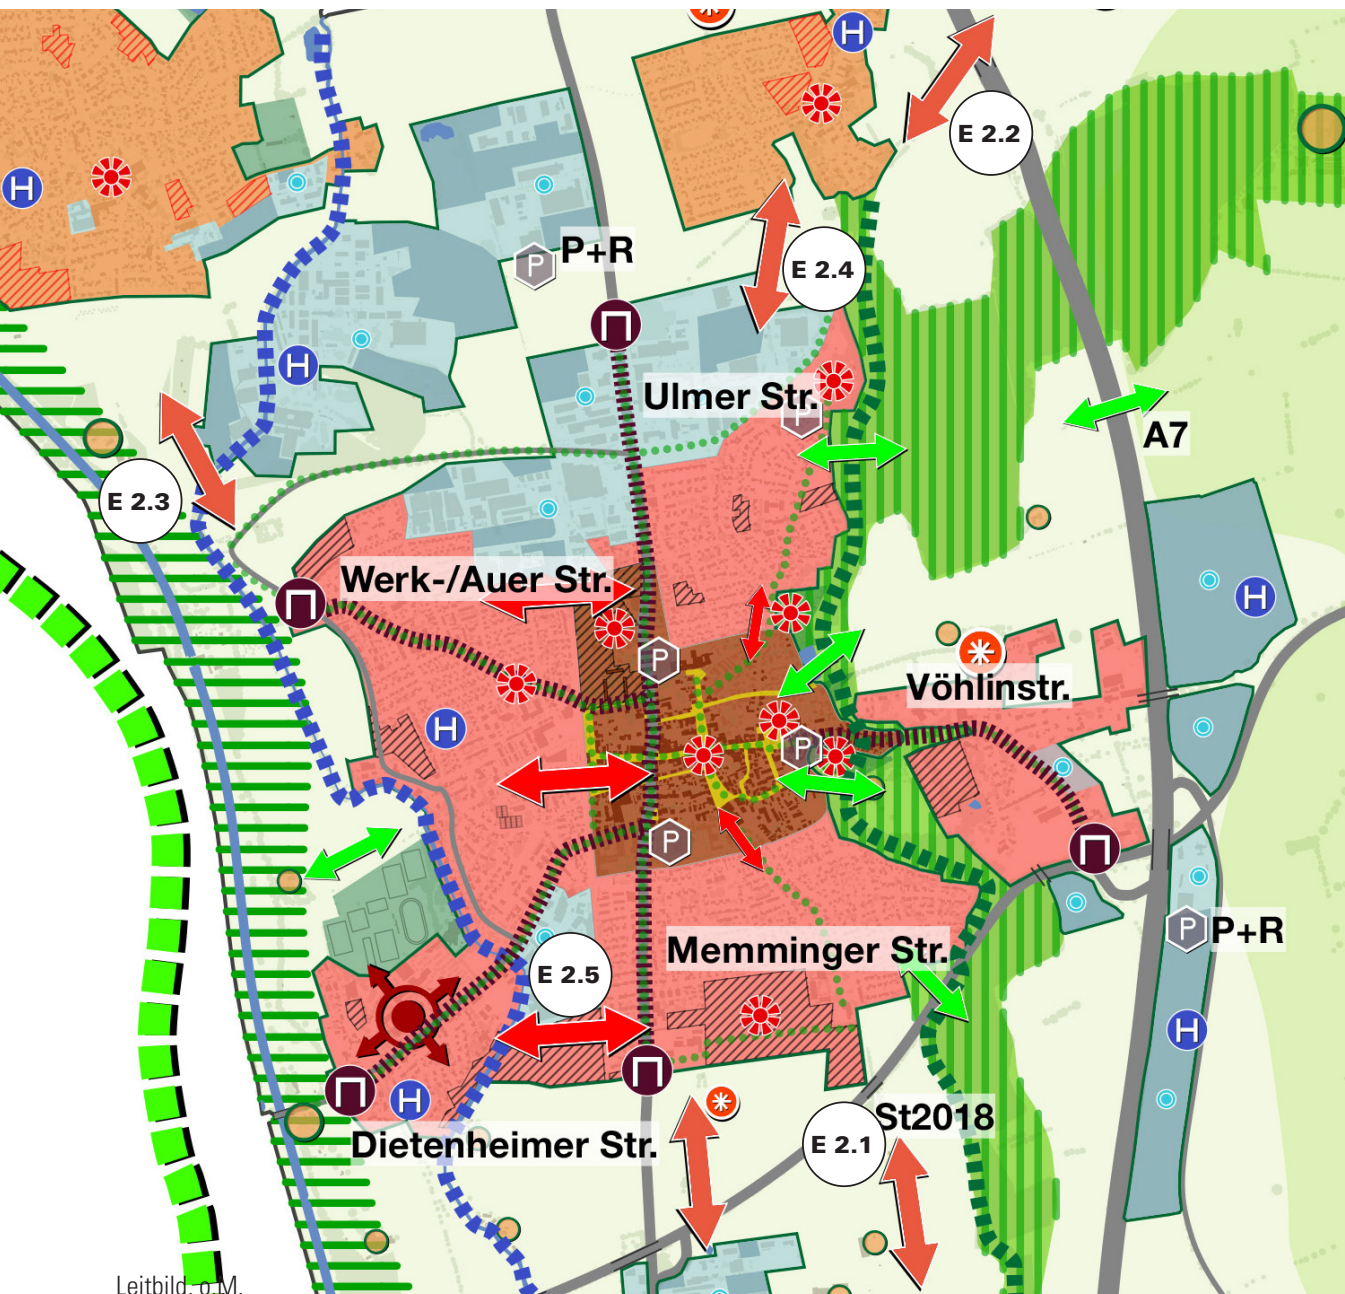 H
E 2.2
H
P
P+R
E 2.4
H
Ulmer Str.
P
A7
E 2.3
Werk-/Auer Str.
H
P
Vöhlinstr.
H
P
P
E 2.5
Memminger Str.
P
P+R
H
H
Dietenheimer Str.
E 2.1
St2018
Leitbild, o.M.